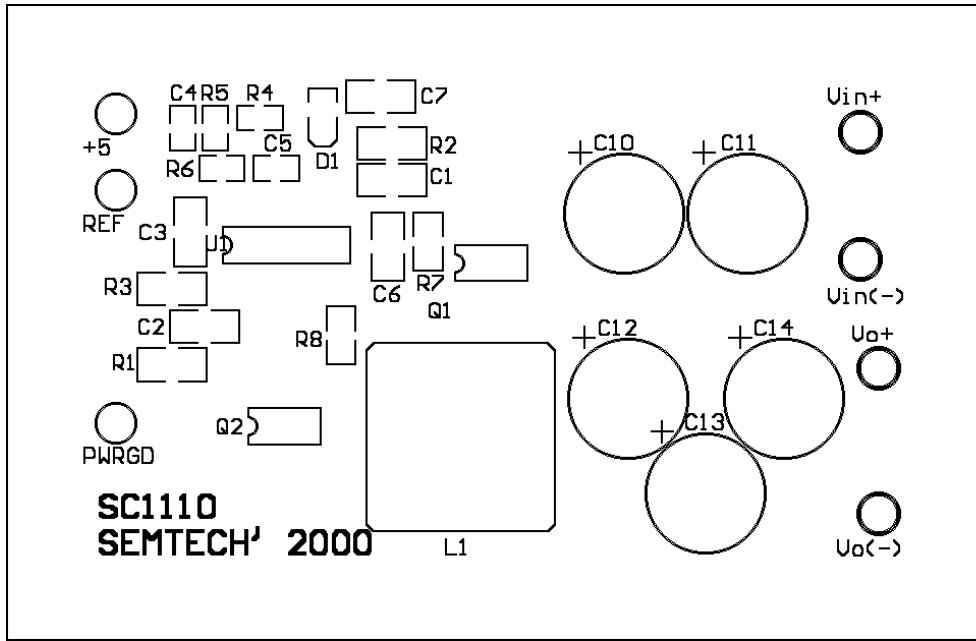 C4 R5 R4 C7 Vin+
+5 C5 D1 R2 C10 C11
R6 C1
REF C3 U1
R3 C6 R7 Q1 Vin(-)
C2 R8 C12 C14 Vo+
R1
Q2 C13
PWRGD
SC1110
SEMTECH' 2000 L1 Vo(-)